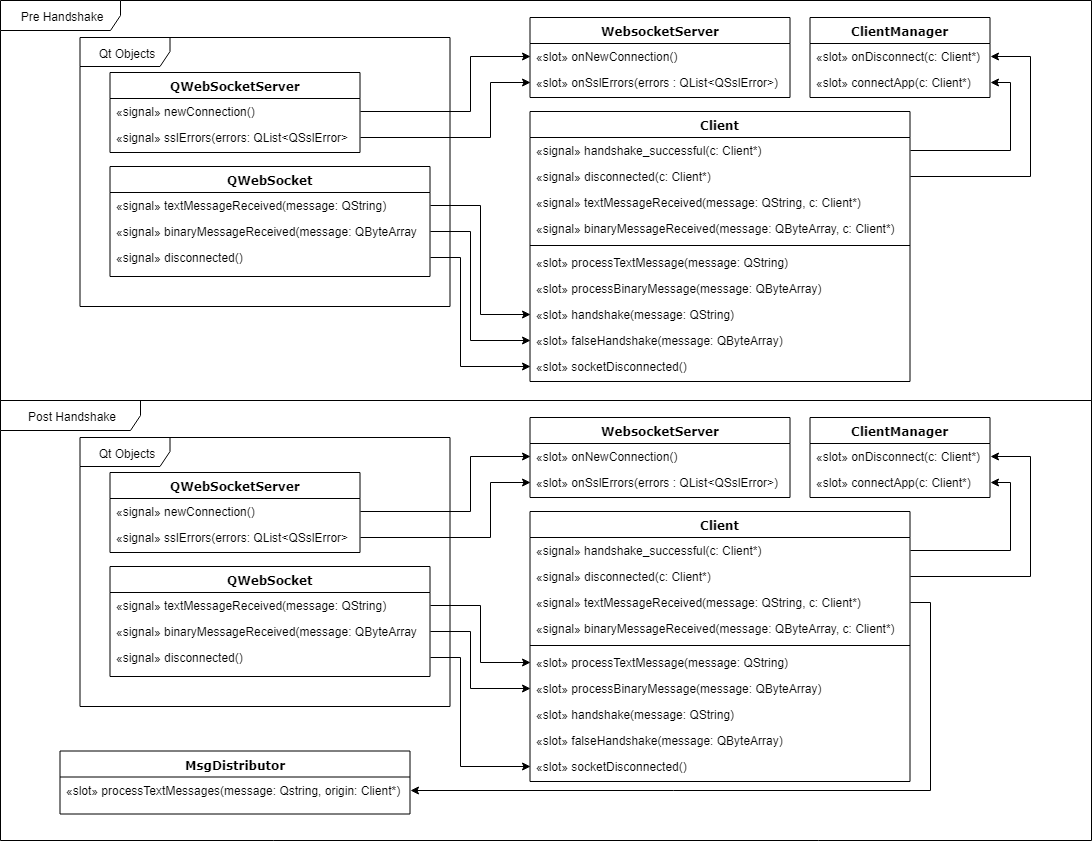 Pre Handshake
Qt Objects
QWebSocketServer
«signal» newConnection()
«signal» sslErrors(errors: QList<QSslError>
QWebSocket
«signal» textMessageReceived(message: QString)
«signal» binaryMessageReceived(message: QByteArray
«signal» disconnected()
WebsocketServer
«slot» onNewConnection()
«slot» onSslErrors(errors : QList<QSslError>)
ClientManager
«slot» onDisconnect(c: Client*)
«slot» connectApp(c: Client*)
Client
«signal» handshake_successful(c: Client*)
«signal» disconnected(c: Client*)
«signal» textMessageReceived(message: QString, c: Client*)
«signal» binaryMessageReceived(message: QByteArray, c: Client*)
«slot» processTextMessage(message: QString)
«slot» processBinaryMessage(message: QByteArray)
«slot» handshake(message: QString)
«slot» falseHandshake(message: QByteArray)
«slot» socketDisconnected()
Post Handshake
Qt Objects
QWebSocketServer
«signal» newConnection()
«signal» sslErrors(errors: QList<QSslError>
QWebSocket
«signal» textMessageReceived(message: QString)
«signal» binaryMessageReceived(message: QByteArray
«signal» disconnected()
WebsocketServer
«slot» onNewConnection()
«slot» onSslErrors(errors : QList<QSslError>)
ClientManager
«slot» onDisconnect(c: Client*)
«slot» connectApp(c: Client*)
Client
«signal» handshake_successful(c: Client*)
«signal» disconnected(c: Client*)
«signal» textMessageReceived(message: QString, c: Client*)
«signal» binaryMessageReceived(message: QByteArray, c: Client*)
«slot» processTextMessage(message: QString)
«slot» processBinaryMessage(message: QByteArray)
«slot» handshake(message: QString)
«slot» falseHandshake(message: QByteArray)
«slot» socketDisconnected()
MsgDistributor
«slot» processTextMessages(message: Qstring, origin: Client*)